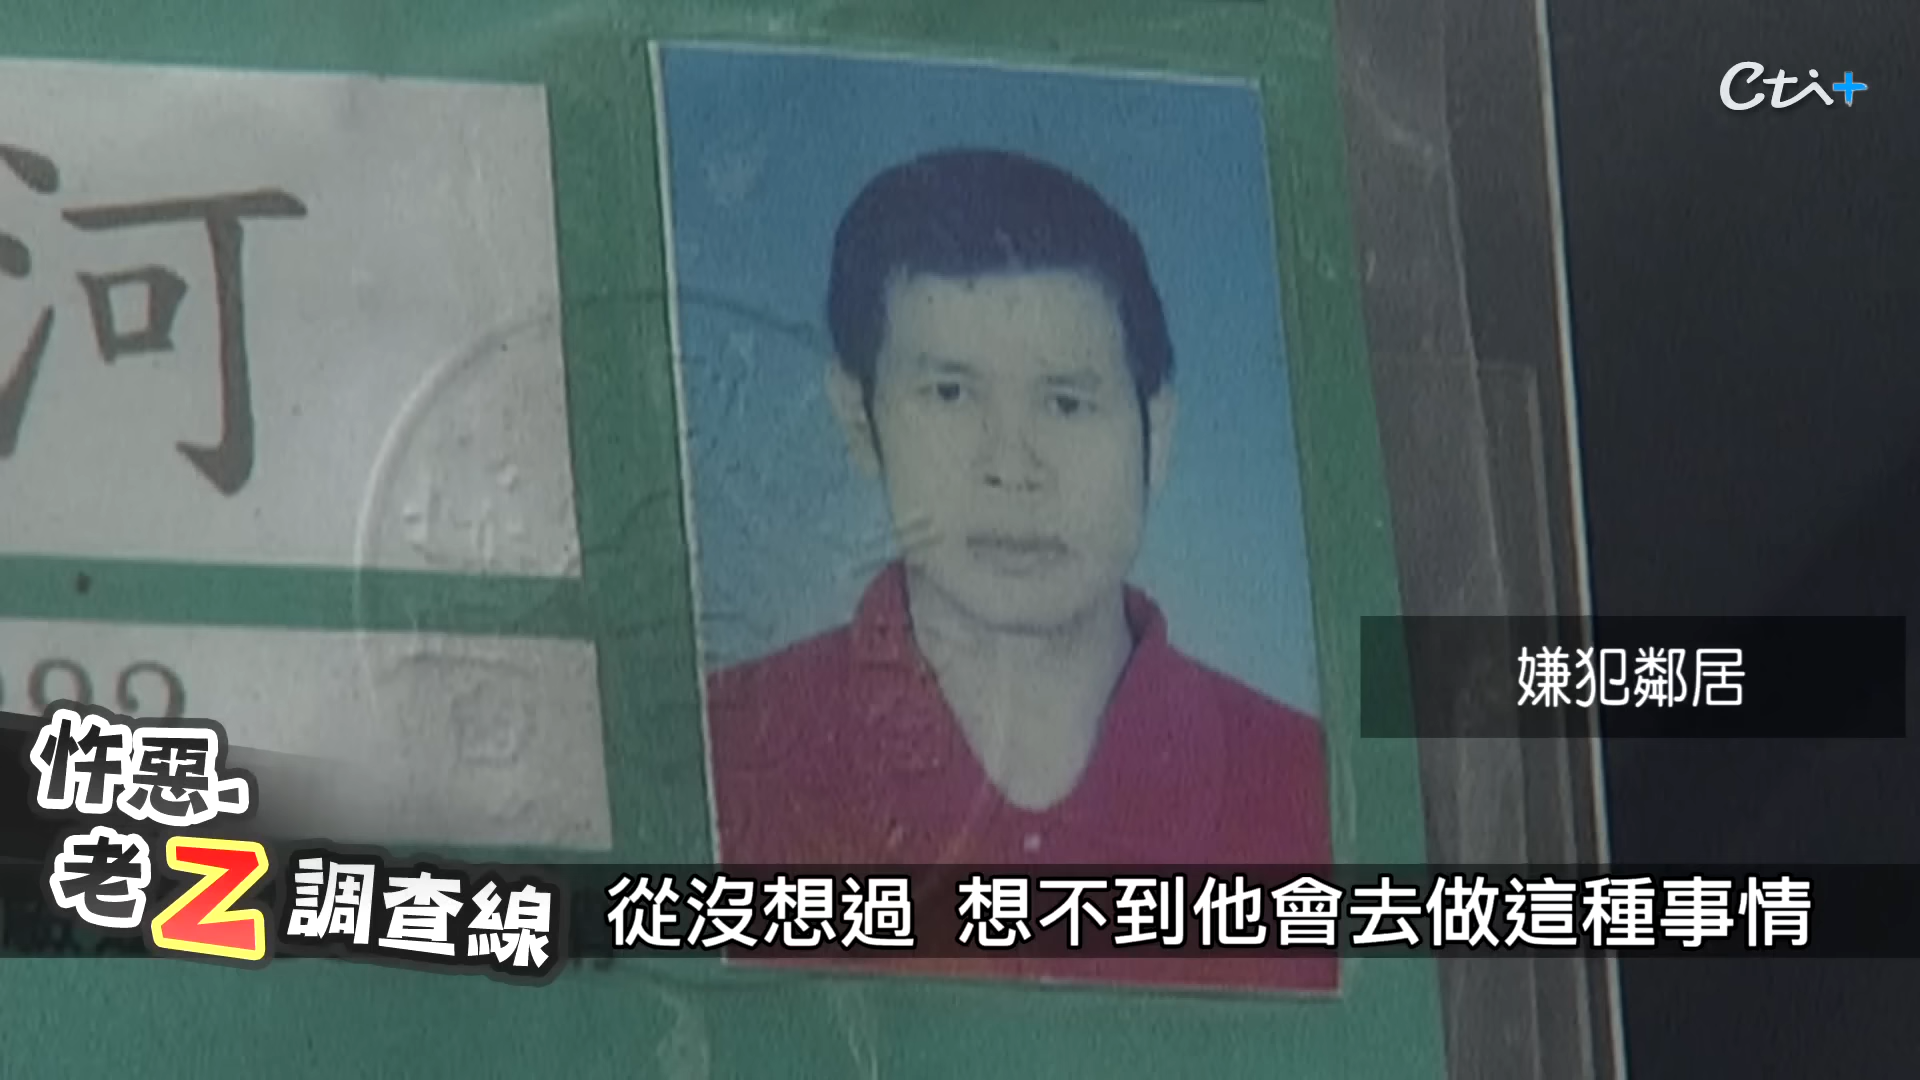 Cti+
河
嫌犯鄰居
忤惡-
老Z調查線
從沒想過 想不到他會去做這種事情